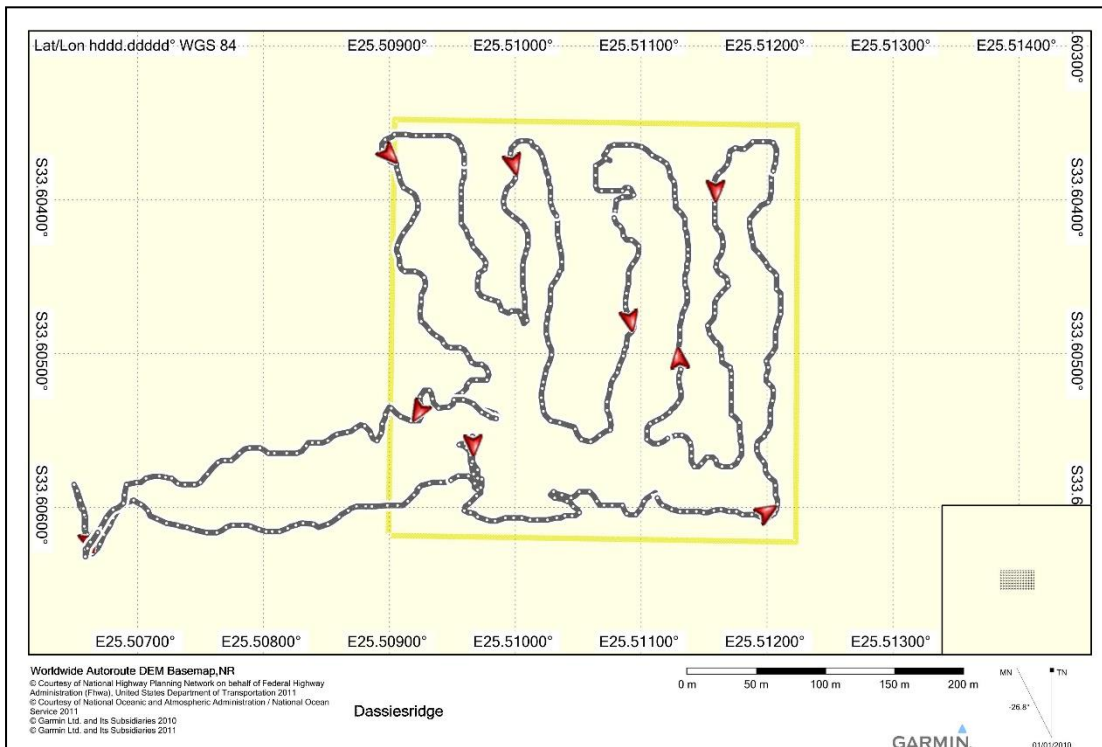 Lat/Lon hddd.ddddd° WGS 84
E25.50900° E25.51000° E25.51100° E25.51200° E25.51300° E25.51400°
.60300°
S33.60400° S33.60400°
S33.60500° S33.60500°
S33.60600° S33.6
E25.50700° E25.50800° E25.50900° E25.51000° E25.51100° E25.51200° E25.51300°
Worldwide Autoroute DEM Basemap,NR
© Courtesy of National Highway Planning Network on behalf of Federal Highway
Administration (Fhwa), United States Department of Transportation 2011
© Courtesy of National Oceanic and Atmospheric Administration / National Ocean
Service 2011
© Garmin Ltd. and Its Subsidiaries 2010
© Garmin Ltd. and Its Subsidiaries 2011
Dassiesridge
0 m 50 m 100 m 150 m 200 m
MN TN
-26.8°
GARMIN.
01/01/2010